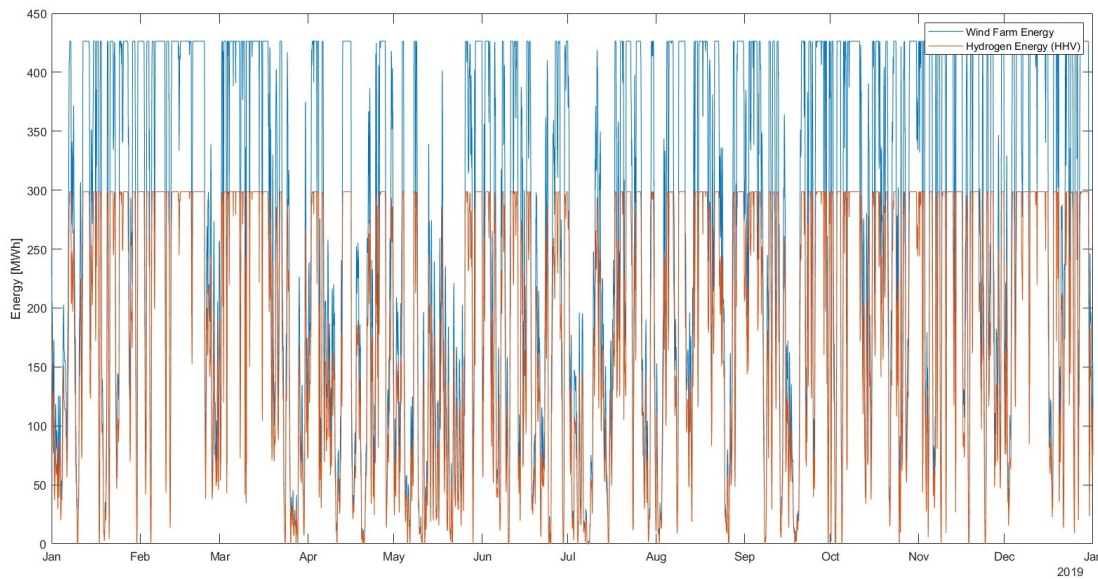 450
400
350
300
250
200
150
100
50
0
Energy [MWh]
Wind Farm Energy
Hydrogen Energy (HHV)
Jan Feb Mar Apr May Jun Jul Aug Sep Oct Nov Dec Jan
2019